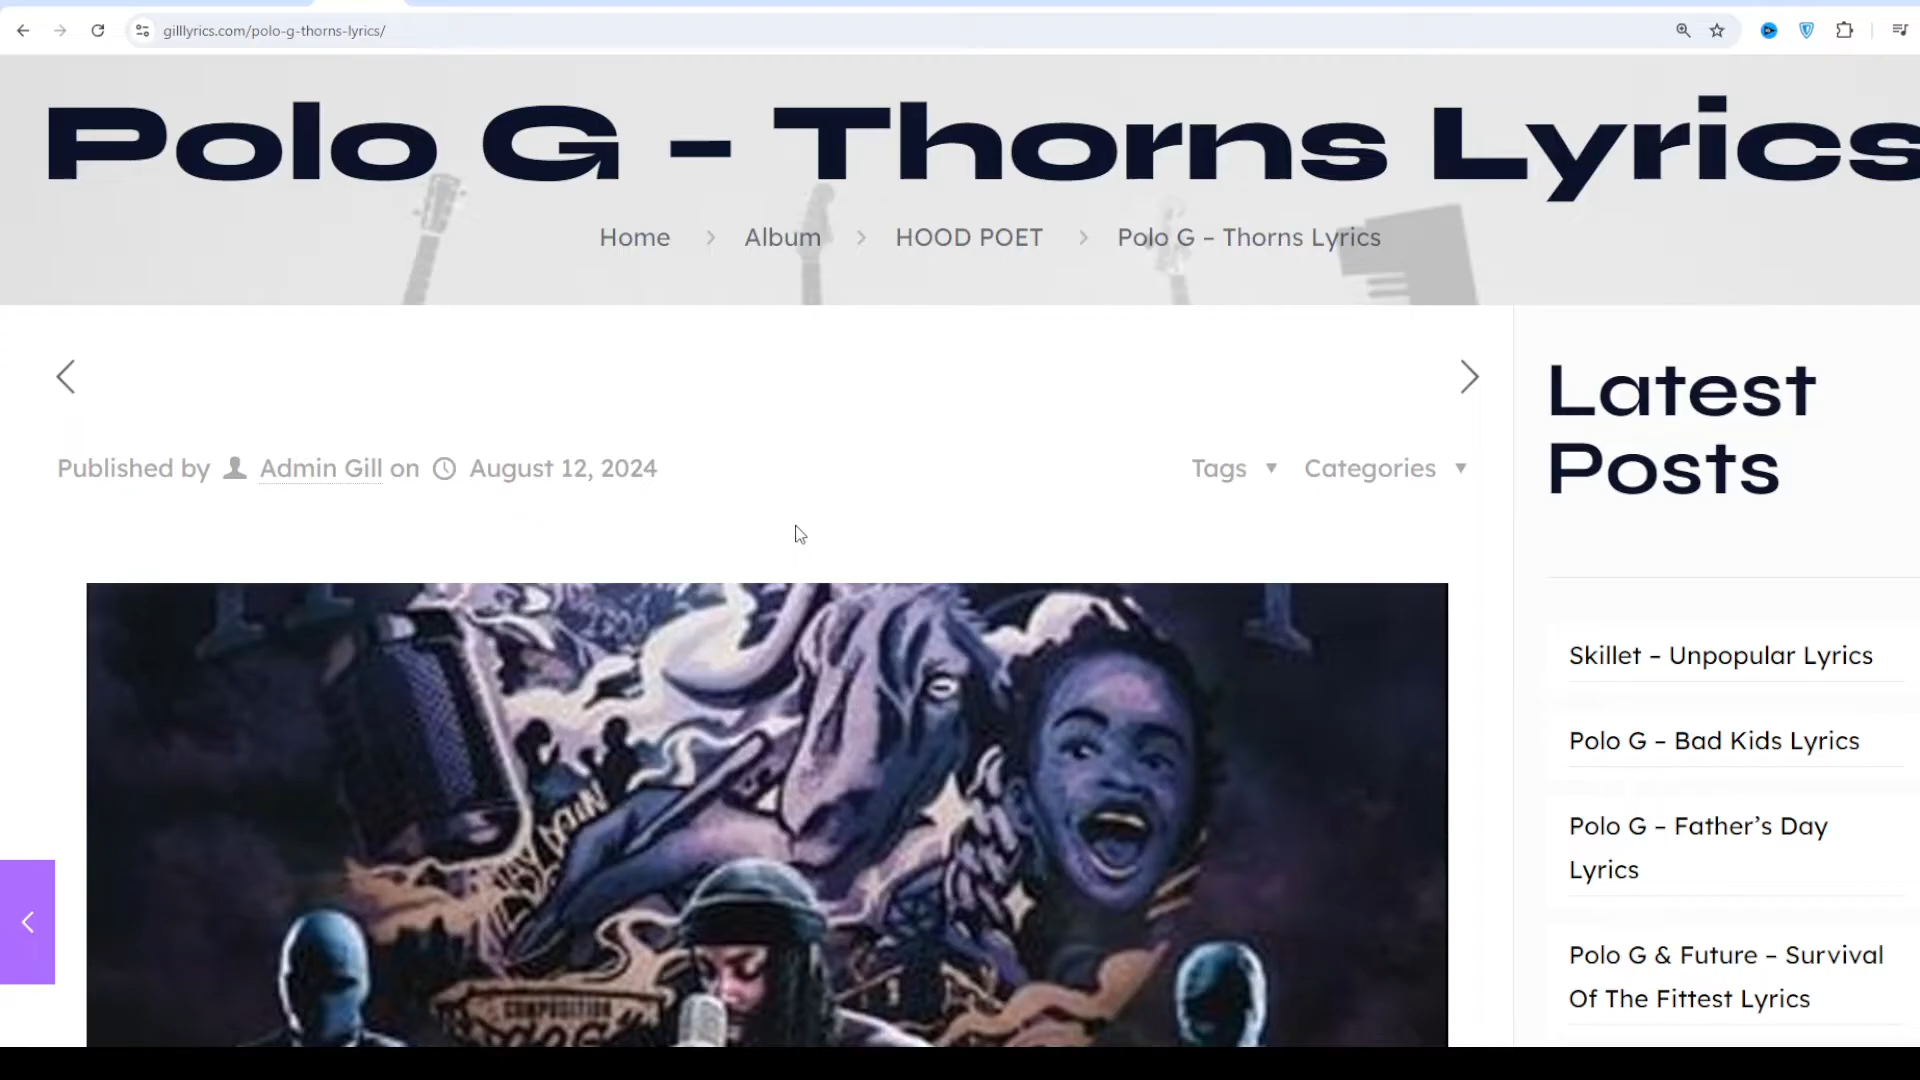 gilllyrics.com/polo-g-thorns-lyrics/
Polo G – Thorns Lyrics
Home > Album > HOOD POET > Polo G – Thorns Lyrics
Published by Admin Gill on August 12, 2024
Tags ▼ Categories ▼
Latest
Posts
Skillet – Unpopular Lyrics
Polo G – Bad Kids Lyrics
Polo G – Father’s Day
Lyrics
Polo G & Future – Survival
Of The Fittest Lyrics
COMPOSITION